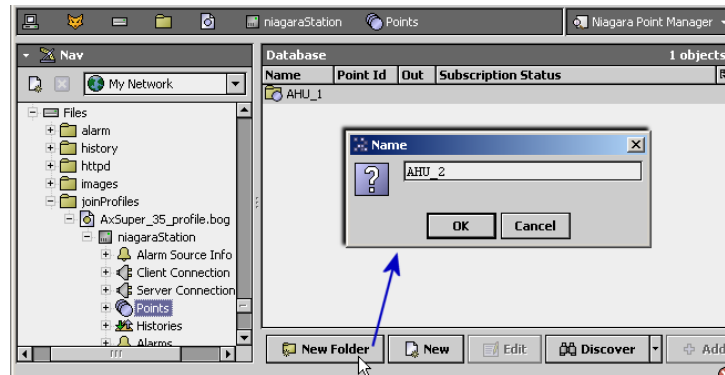 niagaraStation Points Niagara Point Manager
Nav
My Network
Files
alarm
history
httpd
images
joinProfiles
AxSuper_35_profile.bog
niagaraStation
Alarm Source Info
Client Connection
Server Connection
Points
Histories
Alarms
Database 1 objects
Name Point Id Out Subscription Status
AHU_1
Name
AHU_2
OK Cancel
New Folder New Edit Discover Add